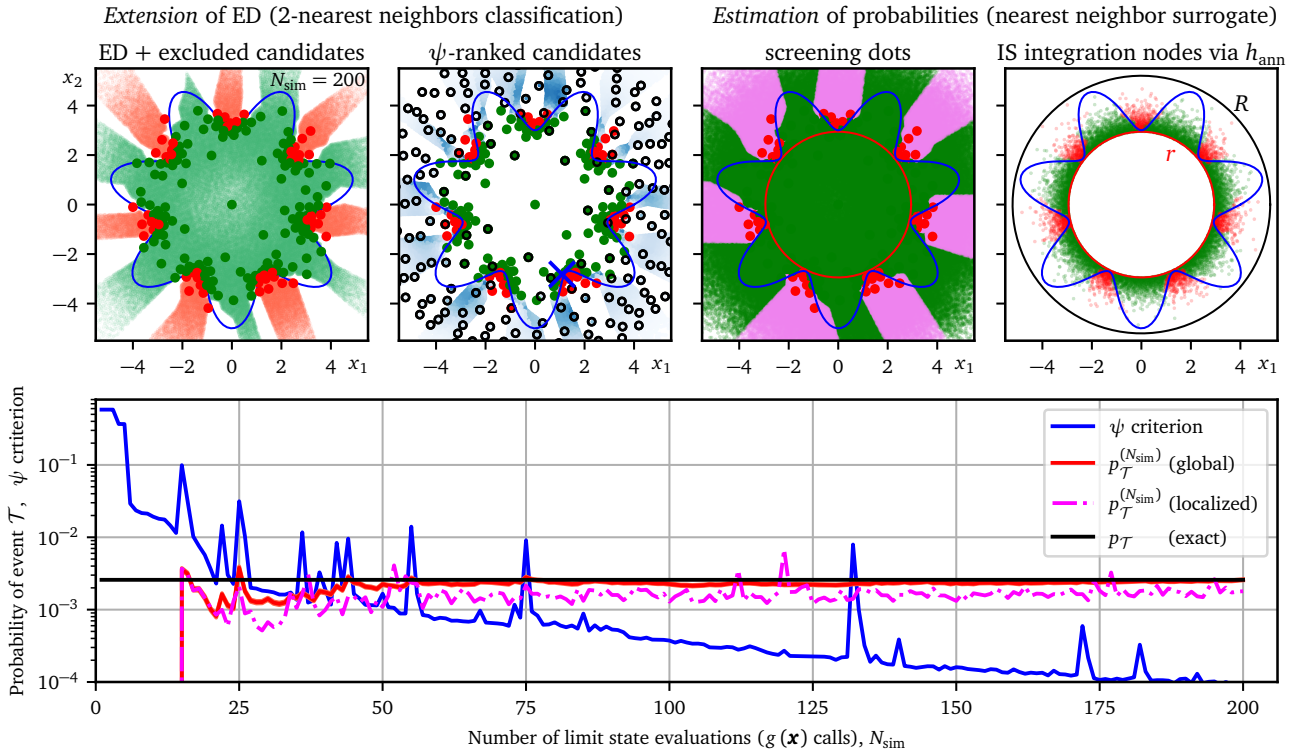 Extension of ED (2-nearest neighbors classification)
Estimation of probabilities (nearest neighbor surrogate)
ED + excluded candidates
ψ-ranked candidates
screening dots
IS integration nodes via h_ann
x_2
N_sim = 200
R
r
4
2
0
−2
−4
−4 −2 0 2 4 x_1
−4 −2 0 2 4 x_1
−4 −2 0 2 4 x_1
−4 −2 0 2 4 x_1
Probability of event 𝒯, ψ crtiterion
10^−1
10^−2
10^−3
10^−4
ψ criterion
p_𝒯^(N_sim) (global)
p_𝒯^(N_sim) (localized)
p_𝒯 (exact)
0 25 50 75 100 125 150 175 200
Number of limit state evaluations (g(x) calls), N_sim